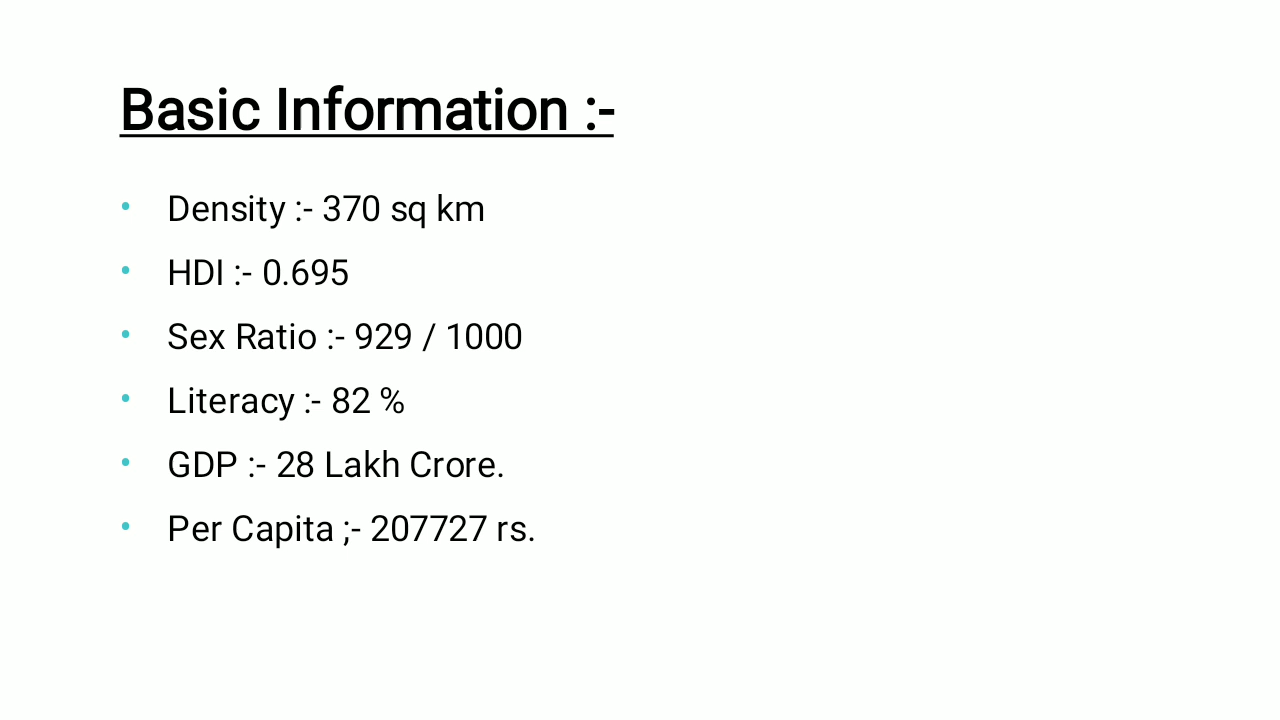 Basic Information :-
• Density :- 370 sq km
• HDI :- 0.695
• Sex Ratio :- 929 / 1000
• Literacy :- 82 %
• GDP :- 28 Lakh Crore.
• Per Capita ;- 207727 rs.